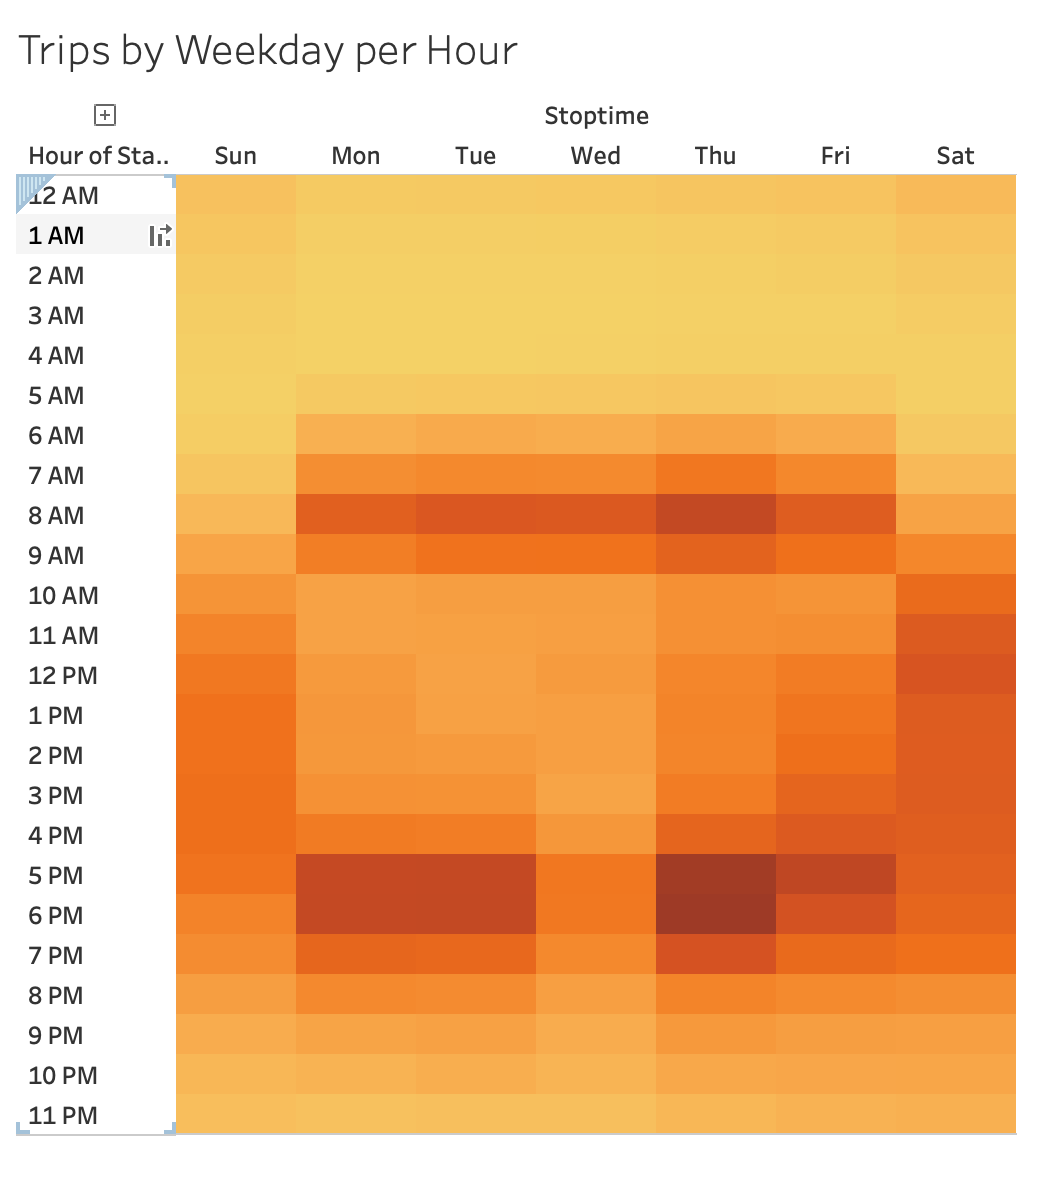 Trips by Weekday per Hour
Stoptime
Hour of Sta.. Sun Mon Tue Wed Thu Fri Sat
12 AM
1 AM
2 AM
3 AM
4 AM
5 AM
6 AM
7 AM
8 AM
9 AM
10 AM
11 AM
12 PM
1 PM
2 PM
3 PM
4 PM
5 PM
6 PM
7 PM
8 PM
9 PM
10 PM
11 PM